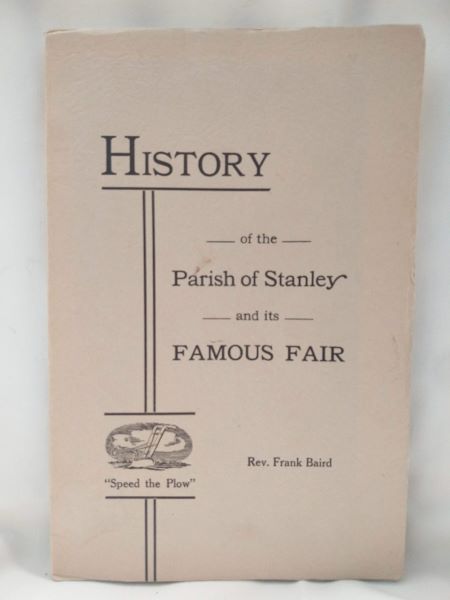 HISTORY
of the
Parish of Stanley
and its
FAMOUS FAIR
Rev. Frank Baird
"Speed the Plow"